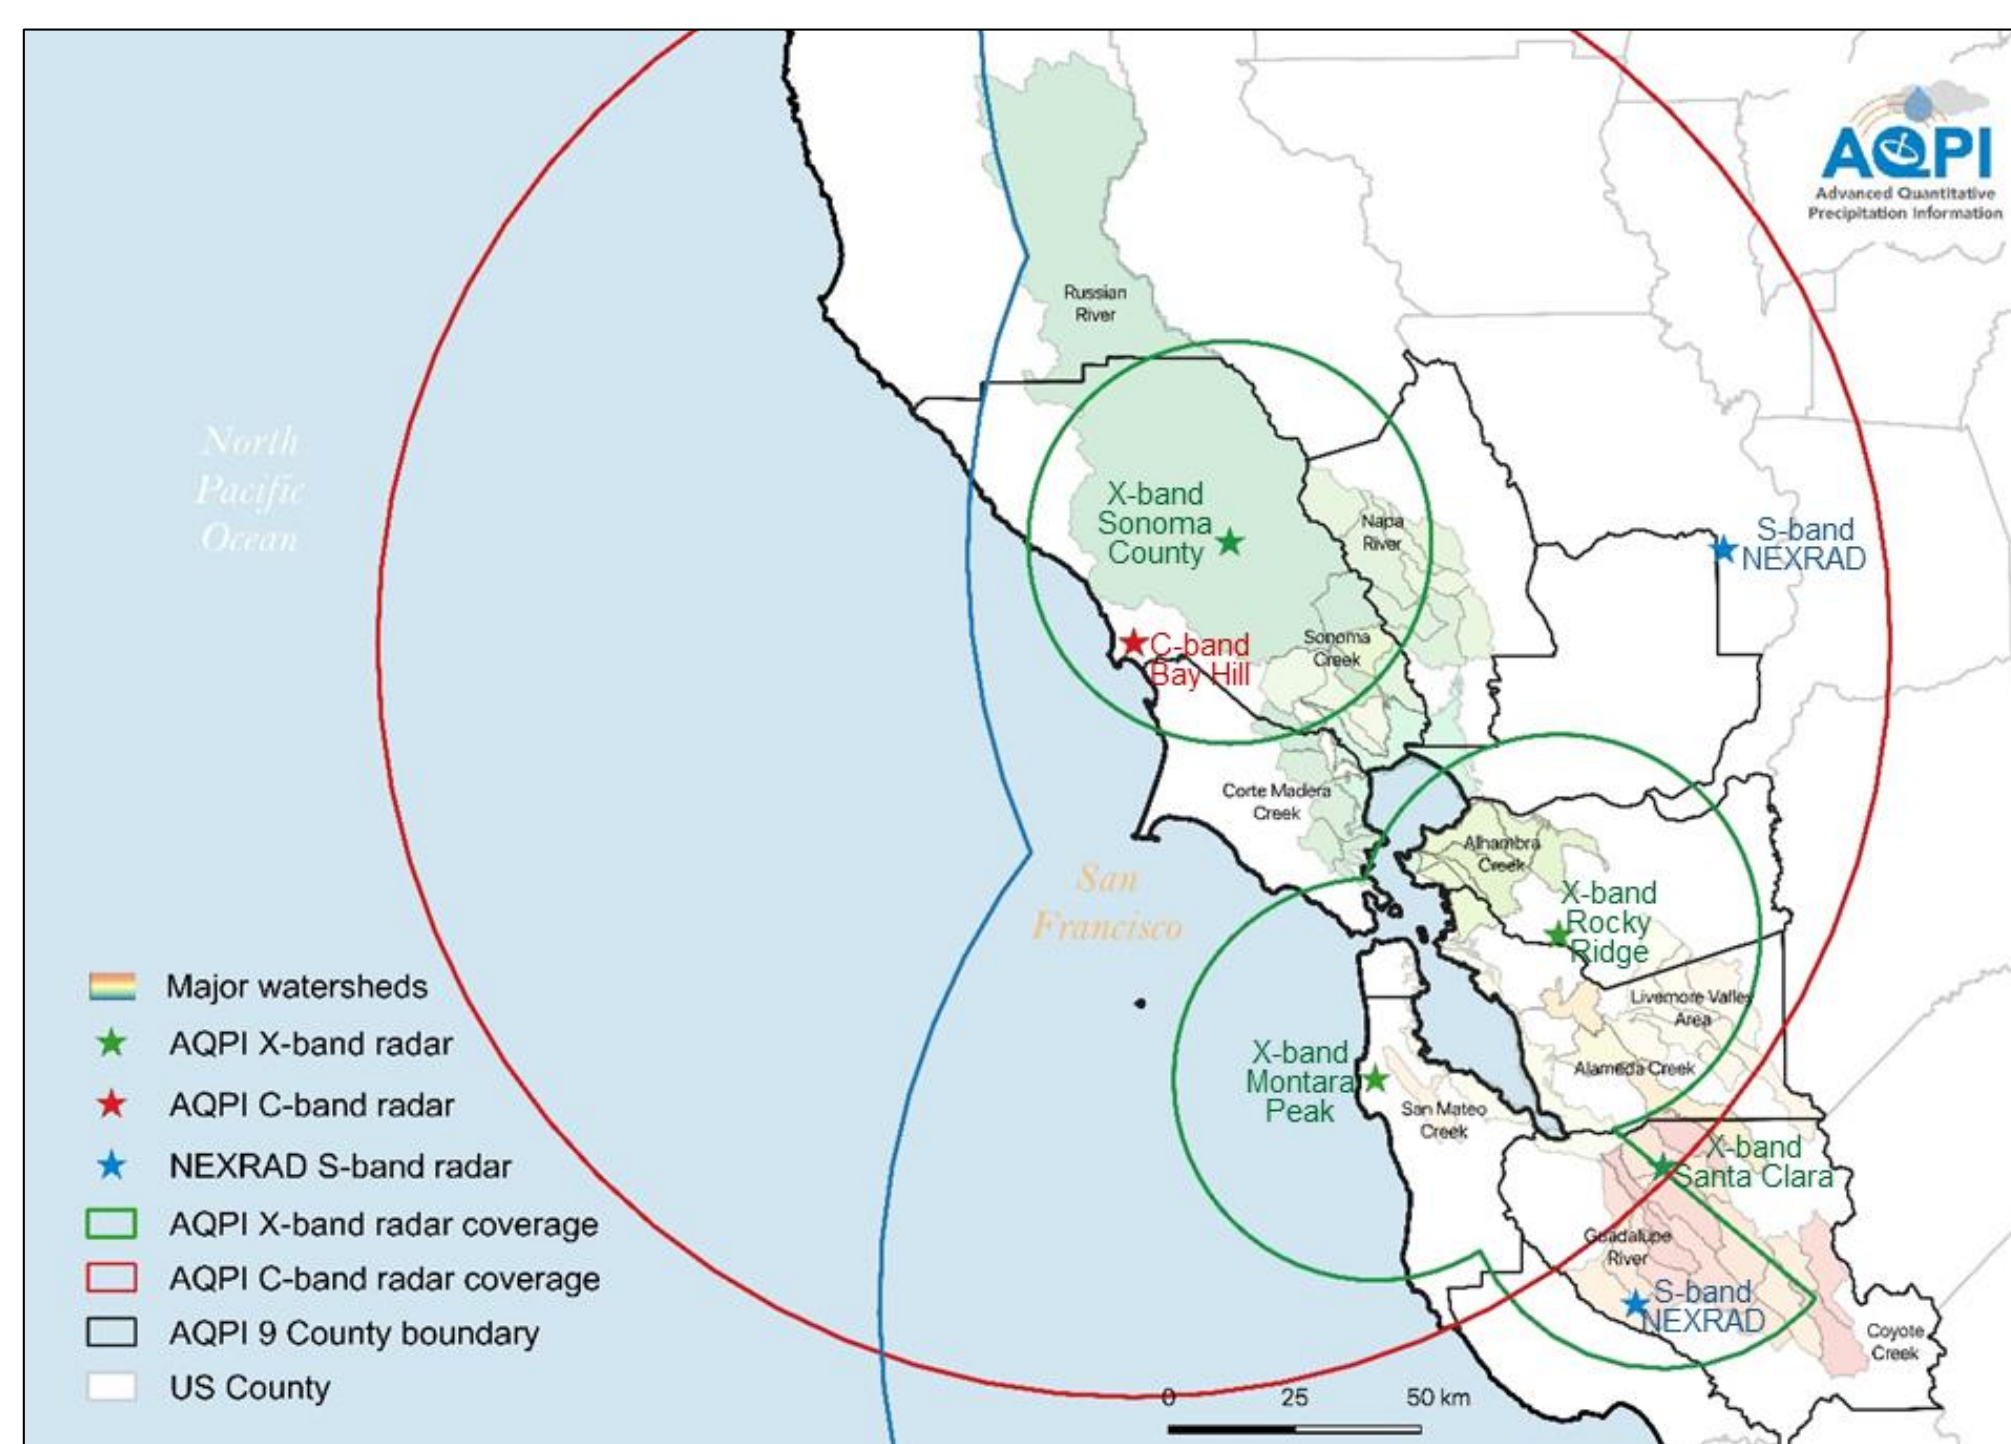 AQPI
Advanced Quantitative
Precipitation Information
Russian
River
North
Pacific
Ocean
X-band
Sonoma
County
Napa
River
S-band
NEXRAD
C-band
Bay Hill
Sonoma
Creek
Corte Madera
Creek
Alhambra
Creek
San
Francisco
X-band
Rocky
Ridge
Livemore Valley
Area
X-band
Montara
Peak
Alameda Creek
San Mateo
Creek
X-band
Santa Clara
Guadalupe
River
S-band
NEXRAD
Coyote
Creek
Major watersheds
AQPI X-band radar
AQPI C-band radar
NEXRAD S-band radar
AQPI X-band radar coverage
AQPI C-band radar coverage
AQPI 9 County boundary
US County
0 25 50 km